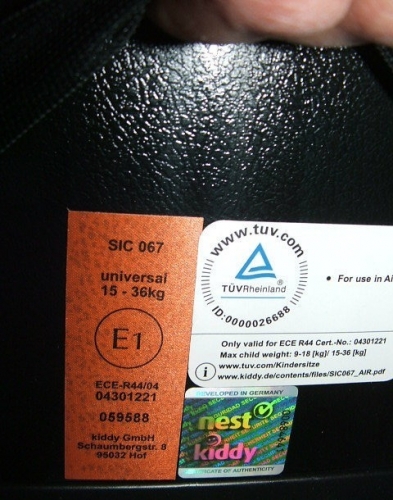 SIC 067
universal
15 - 36kg
E1
ECE-R44/04
04301221
059588
kiddy GmbH
Schaumbergstr. 8
95032 Hof
www.tuv.com
TÜVRheinland®
ID:0000026688
• For use in
Only valid for ECE R44 Cert.-No.: 04301221
Max child weight: 9-18 [kg]/ 15-36 [kg]
i www.tuv.com/Kindersitze
www.kiddy.de/contents/files/SIC067_AIR.pdf
DEVELOPED IN GERMANY
nest
kiddy
CERTIFICATE OF AUTHENTICITY